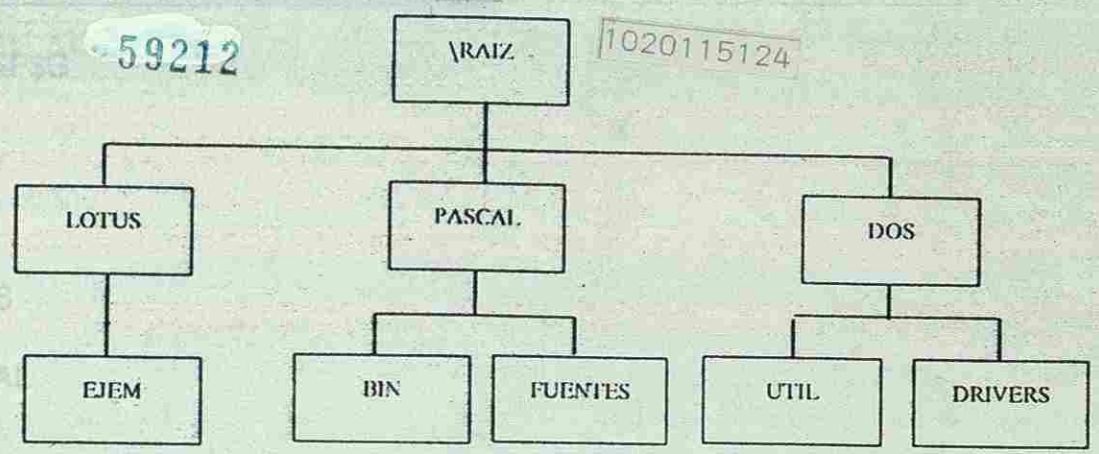 59212
\RAIZ
1020115124
LOTUS
PASCAL
DOS
EJEM
BIN
FUENTES
UTIL
DRIVERS